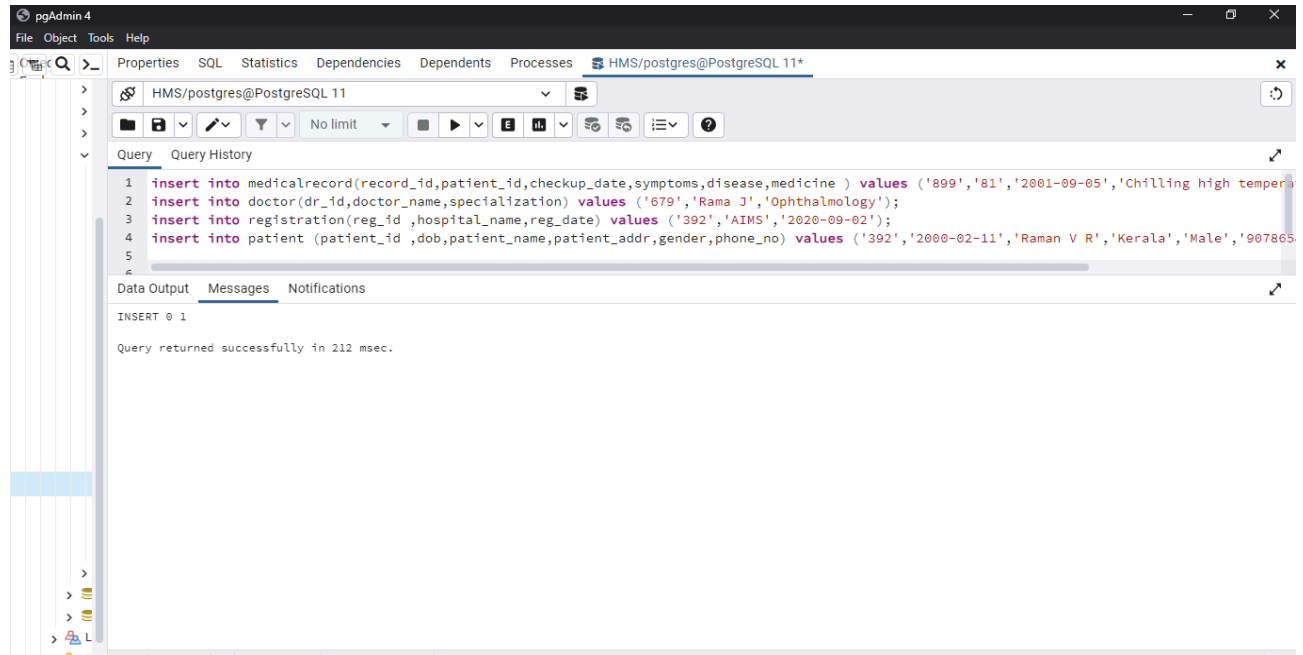 pgAdmin 4
File Object Tools Help
Properties SQL Statistics Dependencies Dependents Processes HMS/postgres@PostgreSQL 11*
HMS/postgres@PostgreSQL 11
No limit
Query Query History
1 insert into medicalrecord(record_id,patient_id,checkup_date,symptoms,disease,medicine ) values ('899','81','2001-09-05','Chilling high tempera
2 insert into doctor(dr_id,doctor_name,specialization) values ('679','Rama J','Ophthalmology');
3 insert into registration(reg_id ,hospital_name,reg_date) values ('392','AIMS','2020-09-02');
4 insert into patient (patient_id ,dob,patient_name,patient_addr,gender,phone_no) values ('392','2000-02-11','Raman V R','Kerala','Male','907865
5
6
Data Output Messages Notifications
INSERT 0 1
Query returned successfully in 212 msec.
L